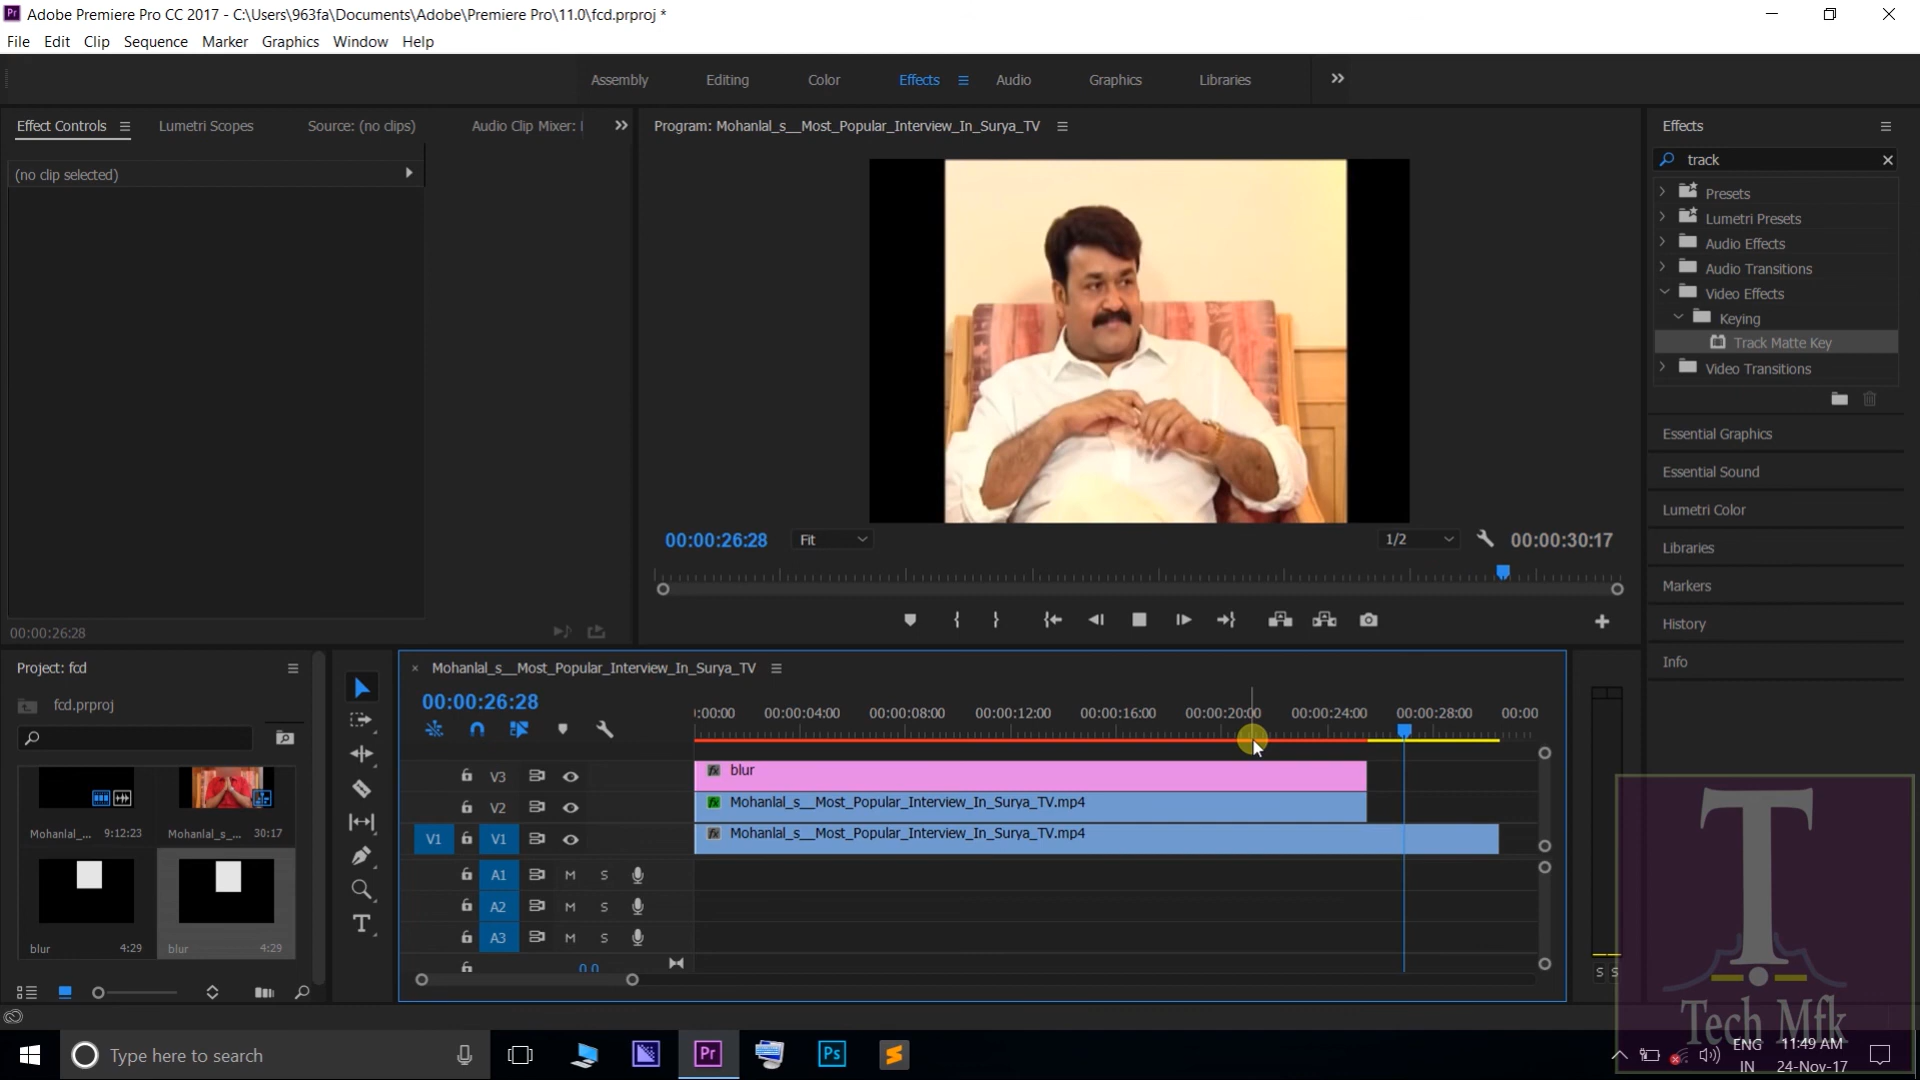 Adobe Premiere Pro CC 2017 - C:\Users\963fa\Documents\Adobe\Premiere Pro\11.0\fcd.prproj *
File Edit Clip Sequence Marker Graphics Window Help
Assembly Editing Color Effects Audio Graphics Libraries
Effect Controls Lumetri Scopes Source: (no clips) Audio Clip Mixer:
Program: Mohanlal_s__Most_Popular_Interview_In_Surya_TV
Effects
(no clip selected)
track
Presets
Lumetri Presets
Audio Effects
Audio Transitions
Video Effects
Keying
Track Matte Key
Video Transitions
Essential Graphics
Essential Sound
Lumetri Color
Libraries
Markers
History
Info
00:00:26:28 Fit 1/2 00:00:30:17
00:00:26:28
Project: fcd
fcd.prproj
Mohanlal_... 9:12:23 Mohanlal_s_... 30:17
blur 4:29 blur 4:29
Mohanlal_s__Most_Popular_Interview_In_Surya_TV
00:00:26:28
:00:00 00:00:04:00 00:00:08:00 00:00:12:00 00:00:16:00 00:00:20:00 00:00:24:00 00:00:28:00 00:00
V3 blur
V2 Mohanlal_s__Most_Popular_Interview_In_Surya_TV.mp4
V1 V1 Mohanlal_s__Most_Popular_Interview_In_Surya_TV.mp4
A1 M S
A2 M S
A3 M S
0.0
S S
T
Tech Mfk
Type here to search
Pr
Ps
ENG
IN
11:49 AM
24-Nov-17